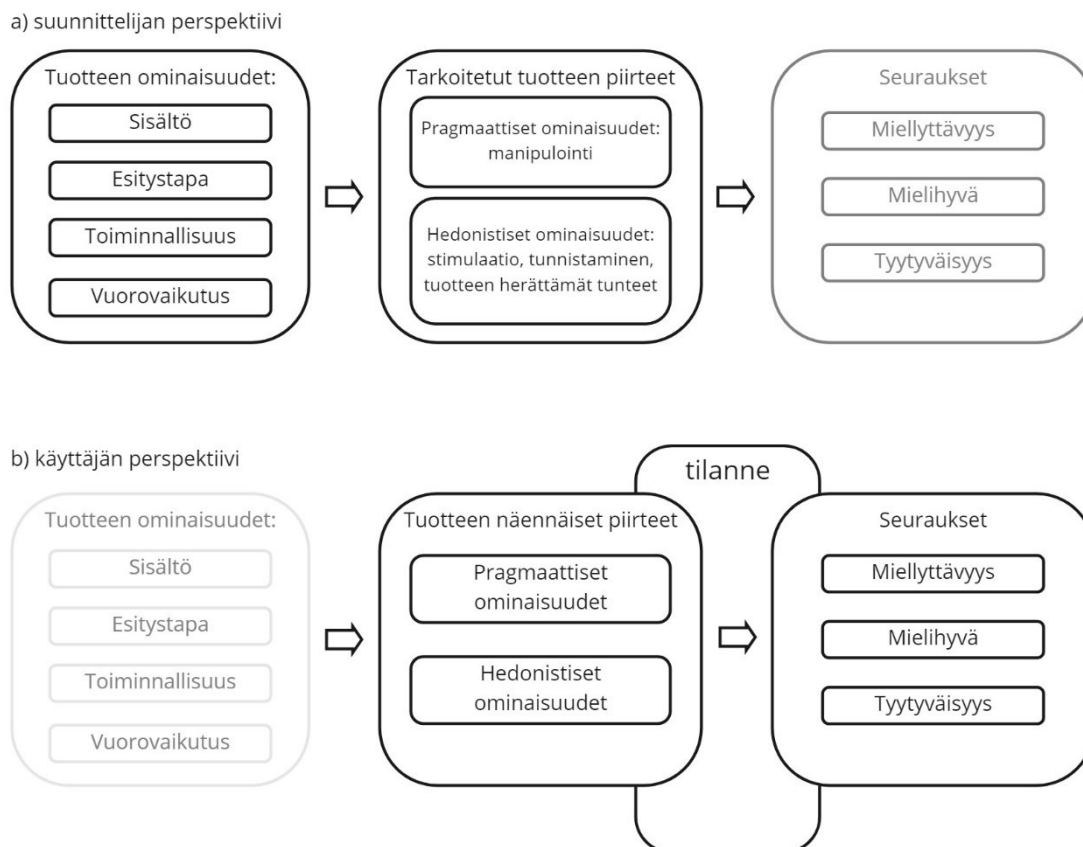 a) suunnittelijan perspektiivi
Tuotteen ominaisuudet:
Sisältö
Esitystapa
Toiminnallisuus
Vuorovaikutus
Tarkoitetut tuotteen piirteet
Pragmaattiset ominaisuudet:
manipulointi
Hedonistiset ominaisuudet:
stimulaatio, tunnistaminen,
tuotteen herättämät tunteet
Seuraukset
Miellyttävyys
Mielihyvä
Tyytyväisyys
b) käyttäjän perspektiivi
Tuotteen ominaisuudet:
Sisältö
Esitystapa
Toiminnallisuus
Vuorovaikutus
Tuotteen näennäiset piirteet
Pragmaattiset
ominaisuudet
Hedonistiset
ominaisuudet
tilanne
Seuraukset
Miellyttävyys
Mielihyvä
Tyytyväisyys